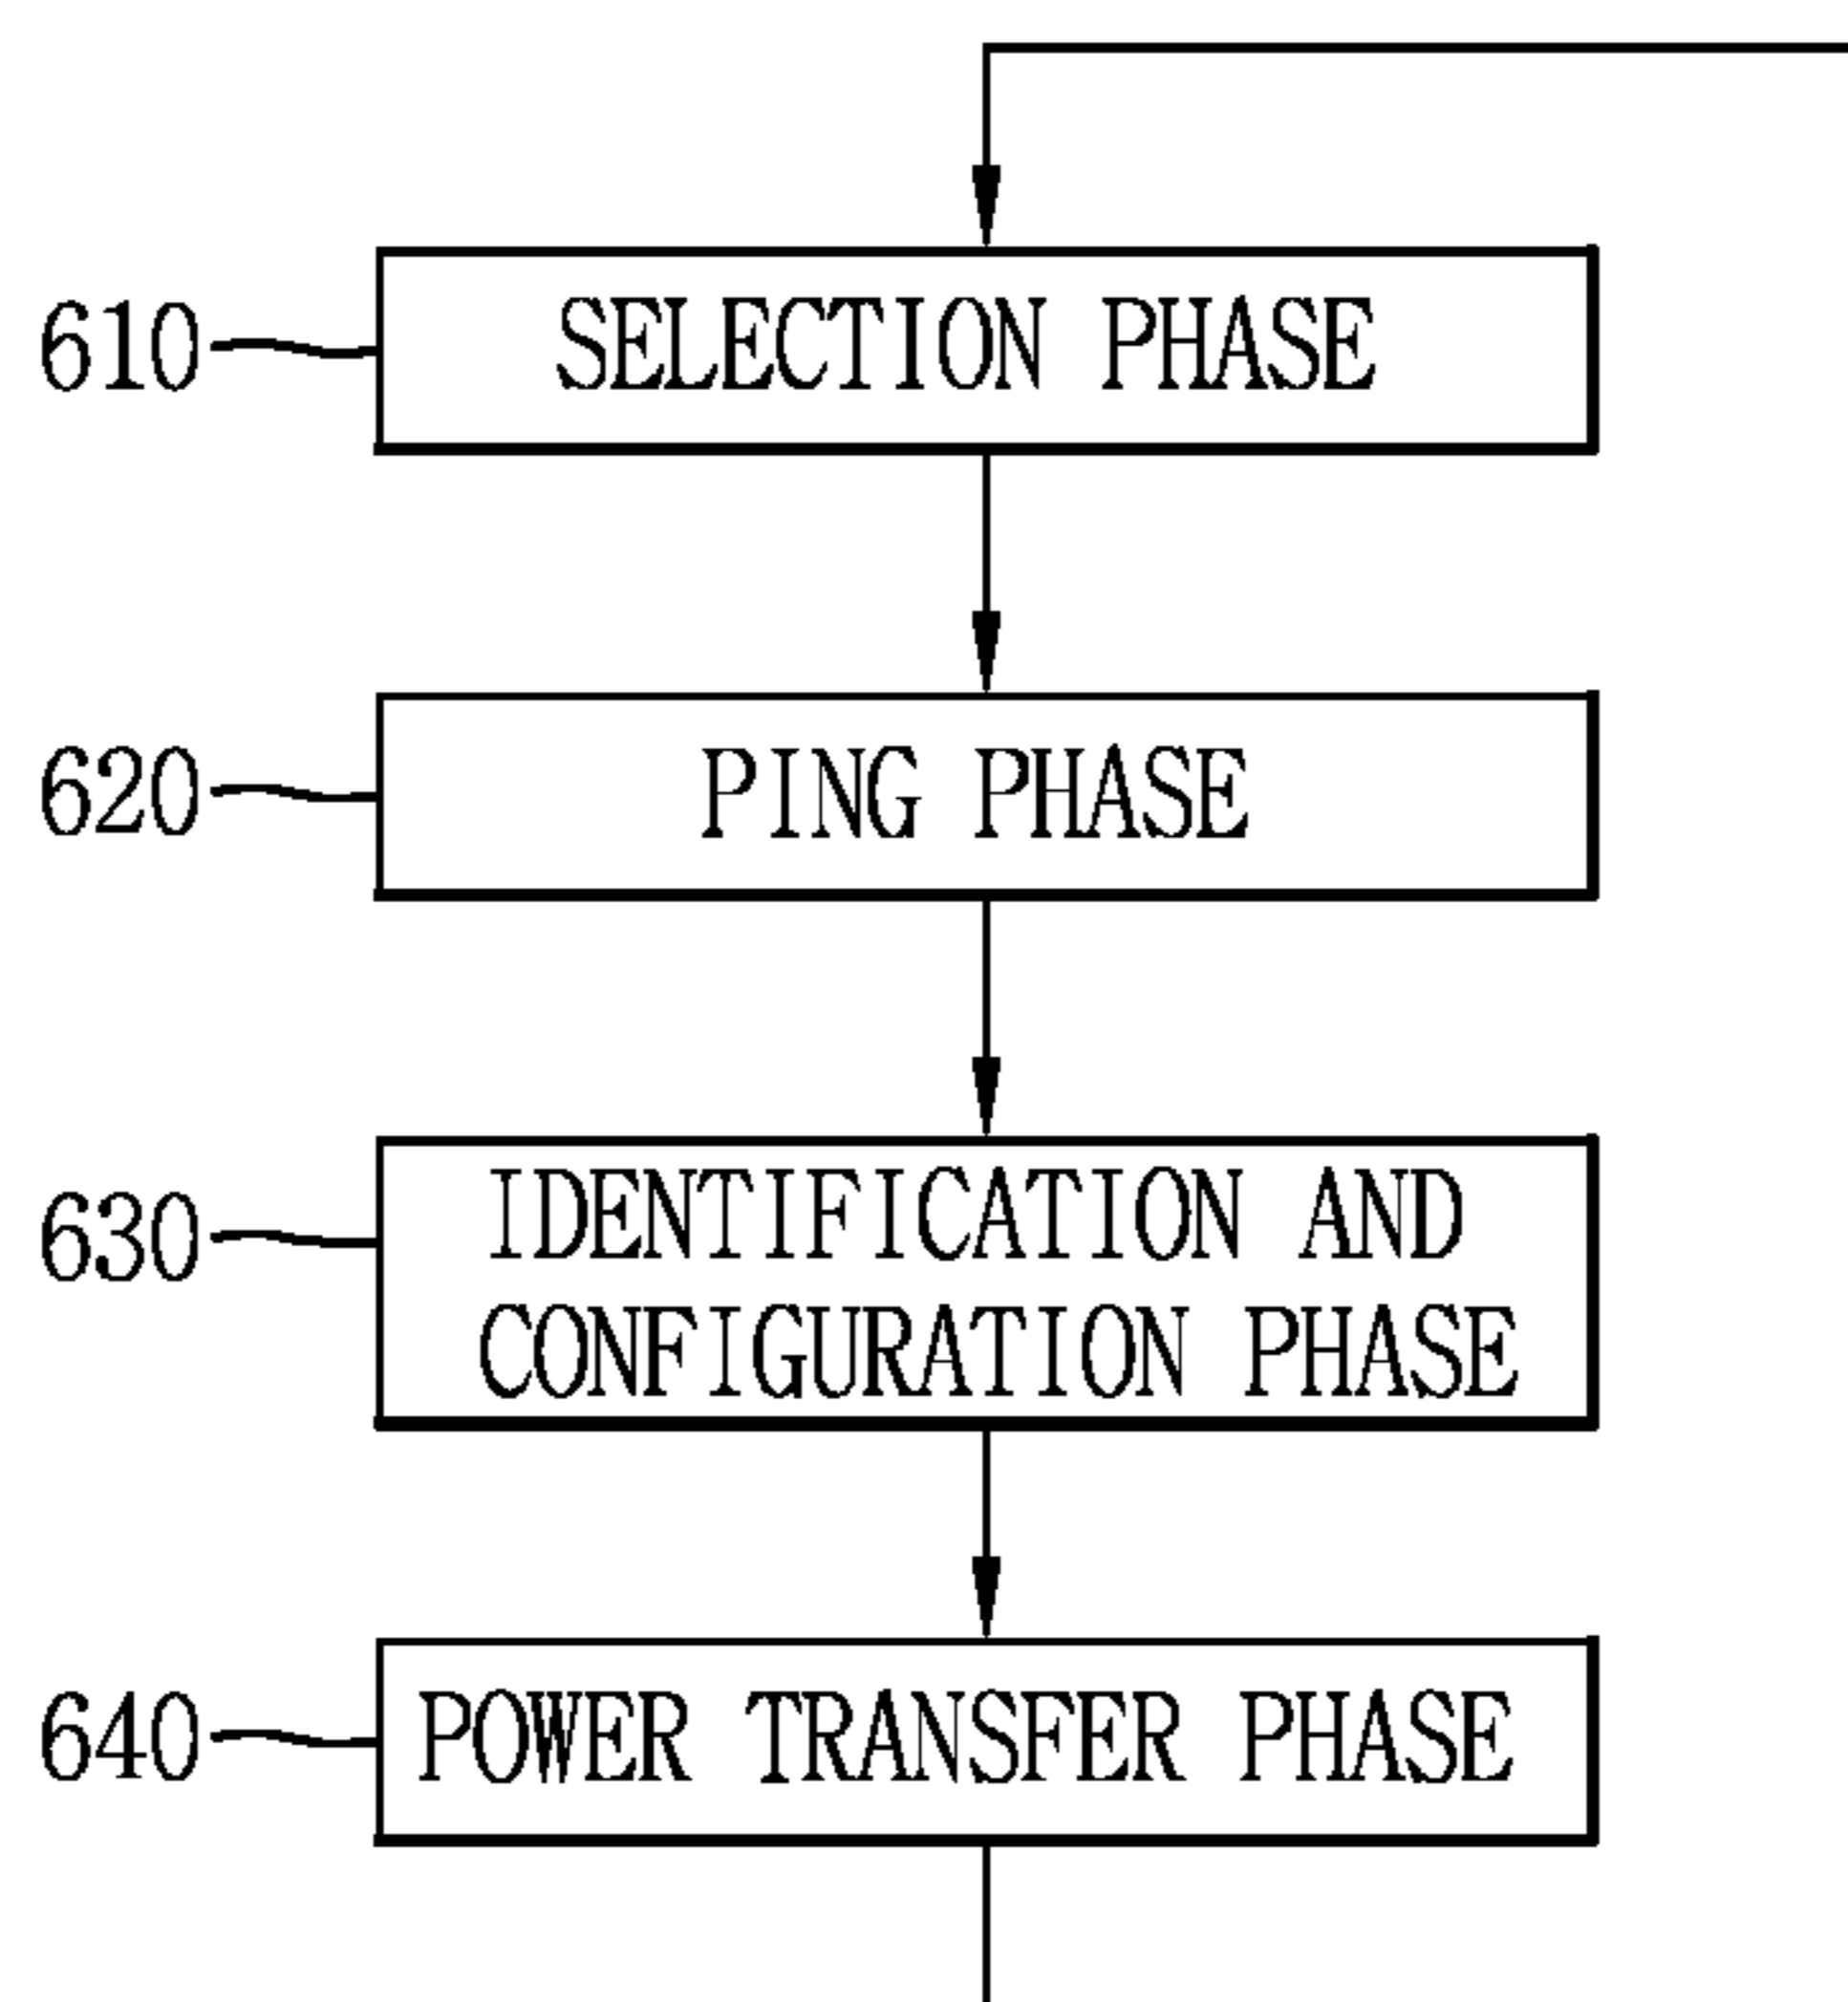 610
SELECTION PHASE
620
PING PHASE
630
IDENTIFICATION AND
CONFIGURATION PHASE
640
POWER TRANSFER PHASE